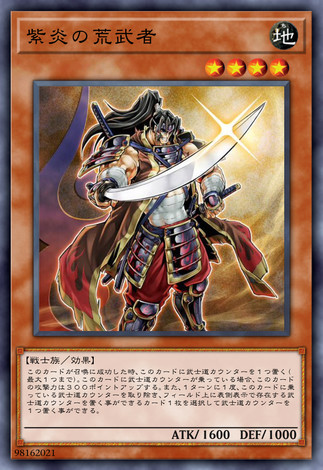 紫炎の荒武者
地
【戦士族／効果】
このカードが召喚に成功した時、このカードに武士道カウンターを１つ置く（
最大１つまで）。このカードに武士道カウンターが乗っている場合、このカード
の攻撃力は３００ポイントアップする。また、１ターンに１度、このカードに乗
っている武士道カウンターを取り除き、フィールド上に表側表示で存在する武
士道カウンターを置く事ができるカード１枚を選択して武士道カウンターを
１つ置く事ができる。
ATK/1600 DEF/1000
98162021